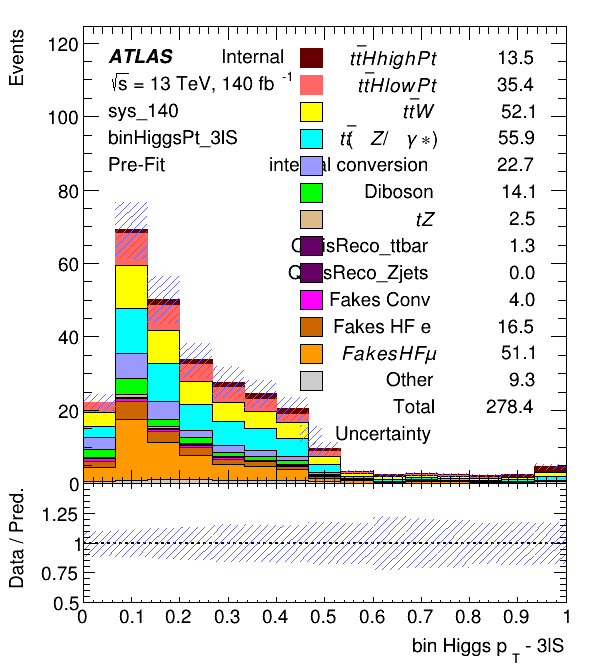 Events
120
100
80
60
40
20
0
ATLAS Internal
√s = 13 TeV, 140 fb -1
sys_140
binHiggsPt_3lS
Pre-Fit
tt̄HhighPt 13.5
tt̄HlowPt 35.4
tt̄W 52.1
tt̄( Z/ γ*) 55.9
internal conversion 22.7
Diboson 14.1
tZ 2.5
QmisReco_ttbar 1.3
QmisReco_Zjets 0.0
Fakes Conv 4.0
Fakes HF e 16.5
FakesHFμ 51.1
Other 9.3
Total 278.4
Uncertainty
Data / Pred.
1.25
1
0.75
0.5
0 0.1 0.2 0.3 0.4 0.5 0.6 0.7 0.8 0.9 1
bin Higgs p T - 3lS